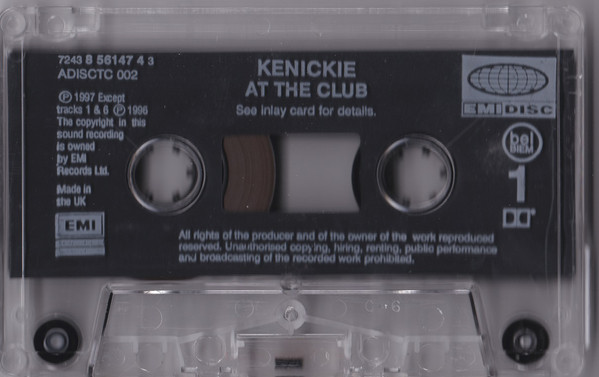 7243 8 56147 4 3
ADISCTC 002
KENICKIE
AT THE CLUB
See inlay card for details.
EMIDISC
Ⓟ 1997 Except
tracks 1 & 6 Ⓟ 1996
The copyright in this
sound recording
is owned
by EMI
Records Ltd.
Made in
the UK
EMI
bel
BIEM
1
All rights of the producer and of the owner of the work reproduced
reserved. Unauthorised copying, hiring, renting, public performance
and broadcasting of the recorded work prohibited.